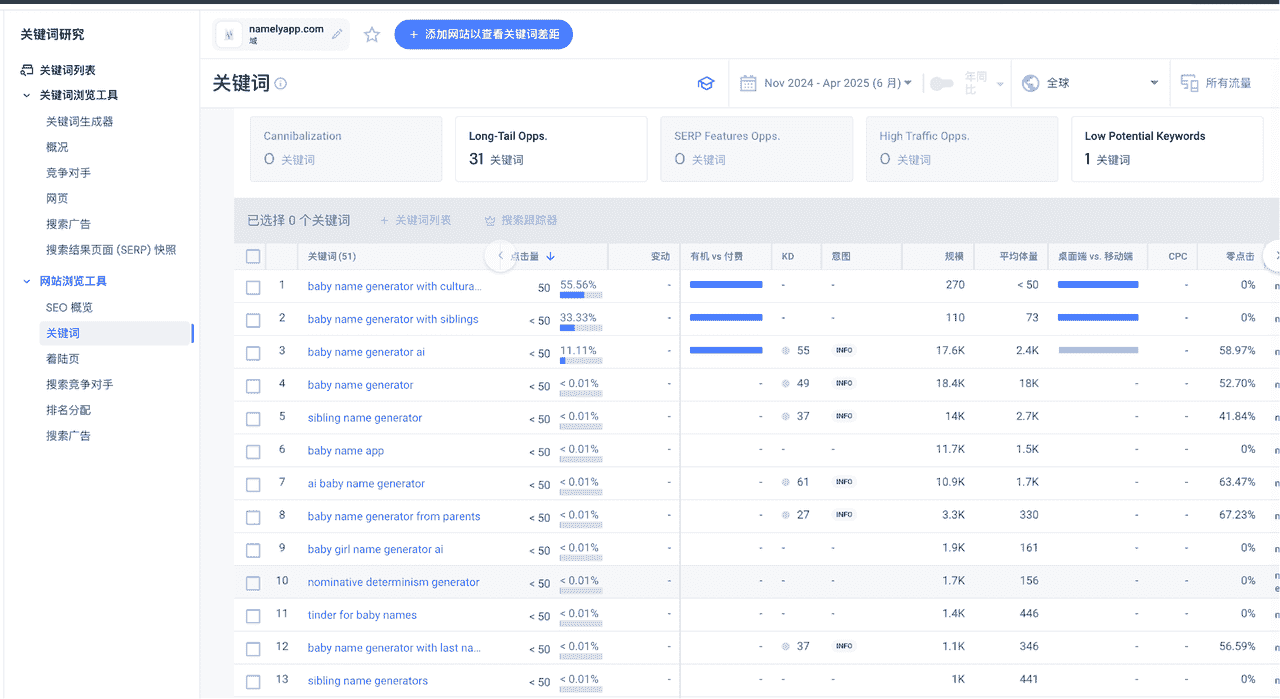 关键词研究
关键词列表
关键词浏览工具
关键词生成器
概况
竞争对手
网页
搜索广告
搜索结果页面 (SERP) 快照
网站浏览工具
SEO 概览
关键词
着陆页
搜索竞争对手
排名分配
搜索广告
namelyapp.com
域
+ 添加网站以查看关键词差距
关键词
Nov 2024 - Apr 2025 (6 月)
年同比
全球
所有流量
Cannibalization
0 关键词
Long-Tail Opps.
31 关键词
SERP Features Opps.
0 关键词
High Traffic Opps.
0 关键词
Low Potential Keywords
1 关键词
已选择 0 个关键词 + 关键词列表 搜索跟踪器
关键词 (51) 点击量 ↓ 变动 有机 vs 付费 KD 意图 规模 平均体量 桌面端 vs. 移动端 CPC 零点击
1 baby name generator with cultura... 50 55.56% - - - 270 < 50 - 0%
2 baby name generator with siblings < 50 33.33% - - - 110 73 - 0%
3 baby name generator ai < 50 11.11% - 55 INFO 17.6K 2.4K - 58.97%
4 baby name generator < 50 < 0.01% - - 49 INFO 18.4K 18K - - 52.70%
5 sibling name generator < 50 < 0.01% - - 37 INFO 14K 2.7K - - 41.84%
6 baby name app < 50 < 0.01% - - - - 11.7K 1.5K - - 0%
7 ai baby name generator < 50 < 0.01% - - 61 INFO 10.9K 1.7K - - 63.47%
8 baby name generator from parents < 50 < 0.01% - - 27 INFO 3.3K 330 - - 67.23%
9 baby girl name generator ai < 50 < 0.01% - - - - 1.9K 161 - - 0%
10 nominative determinism generator < 50 < 0.01% - - - - 1.7K 156 - - 0%
11 tinder for baby names < 50 < 0.01% - - - - 1.4K 446 - - 0%
12 baby name generator with last na... < 50 < 0.01% - - 37 INFO 1.1K 346 - - 56.59%
13 sibling name generators < 50 < 0.01% - - - - 1K 441 - - 0%